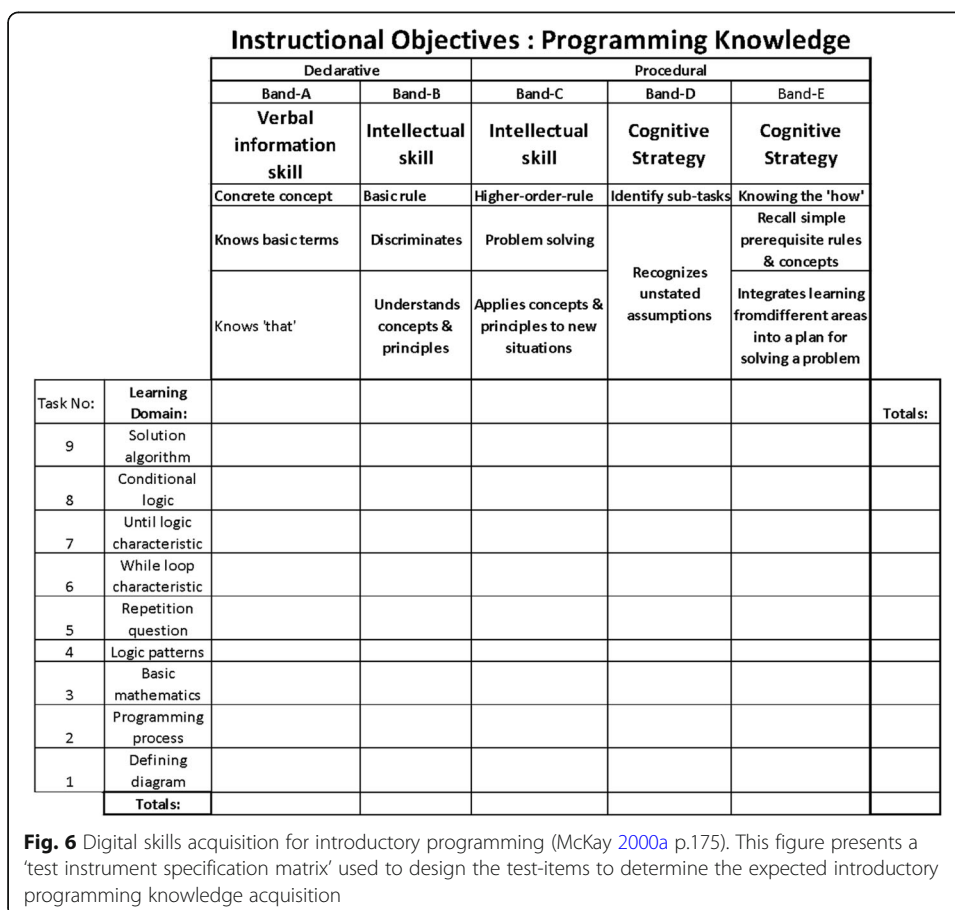 Instructional Objectives : Programming Knowledge
Declarative Procedural
Band-A Band-B Band-C Band-D Band-E
Verbal information skill
Intellectual skill
Intellectual skill
Cognitive Strategy
Cognitive Strategy
Concrete concept Basic rule Higher-order-rule Identify sub-tasks Knowing the 'how'
Knows basic terms
Discriminates
Problem solving
Recognizes unstated assumptions
Recall simple prerequisite rules & concepts
Knows 'that'
Understands concepts & principles
Applies concepts & principles to new situations
Integrates learning fromdifferent areas into a plan for solving a problem
Task No: Learning Domain: Totals:
9 Solution algorithm
8 Conditional logic
7 Until logic characteristic
6 While loop characteristic
5 Repetition question
4 Logic patterns
3 Basic mathematics
2 Programming process
1 Defining diagram
Totals:
Fig. 6 Digital skills acquisition for introductory programming (McKay 2000a p.175). This figure presents a
'test instrument specification matrix' used to design the test-items to determine the expected introductory
programming knowledge acquisition